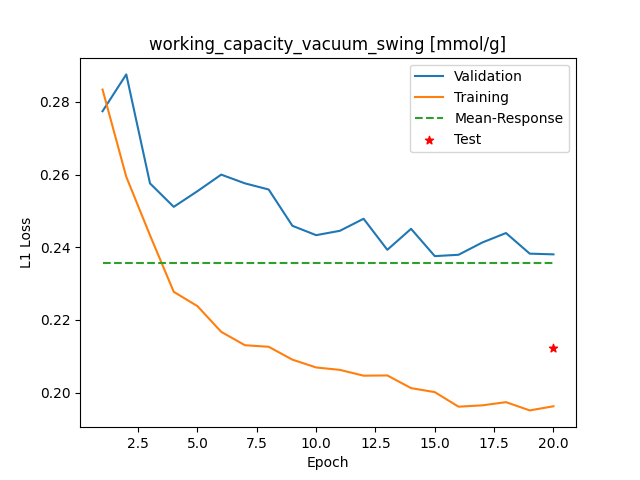 working_capacity_vacuum_swing [mmol/g]
Validation
Training
Mean-Response
Test
L1 Loss
0.28
0.26
0.24
0.22
0.20
2.5 5.0 7.5 10.0 12.5 15.0 17.5 20.0
Epoch